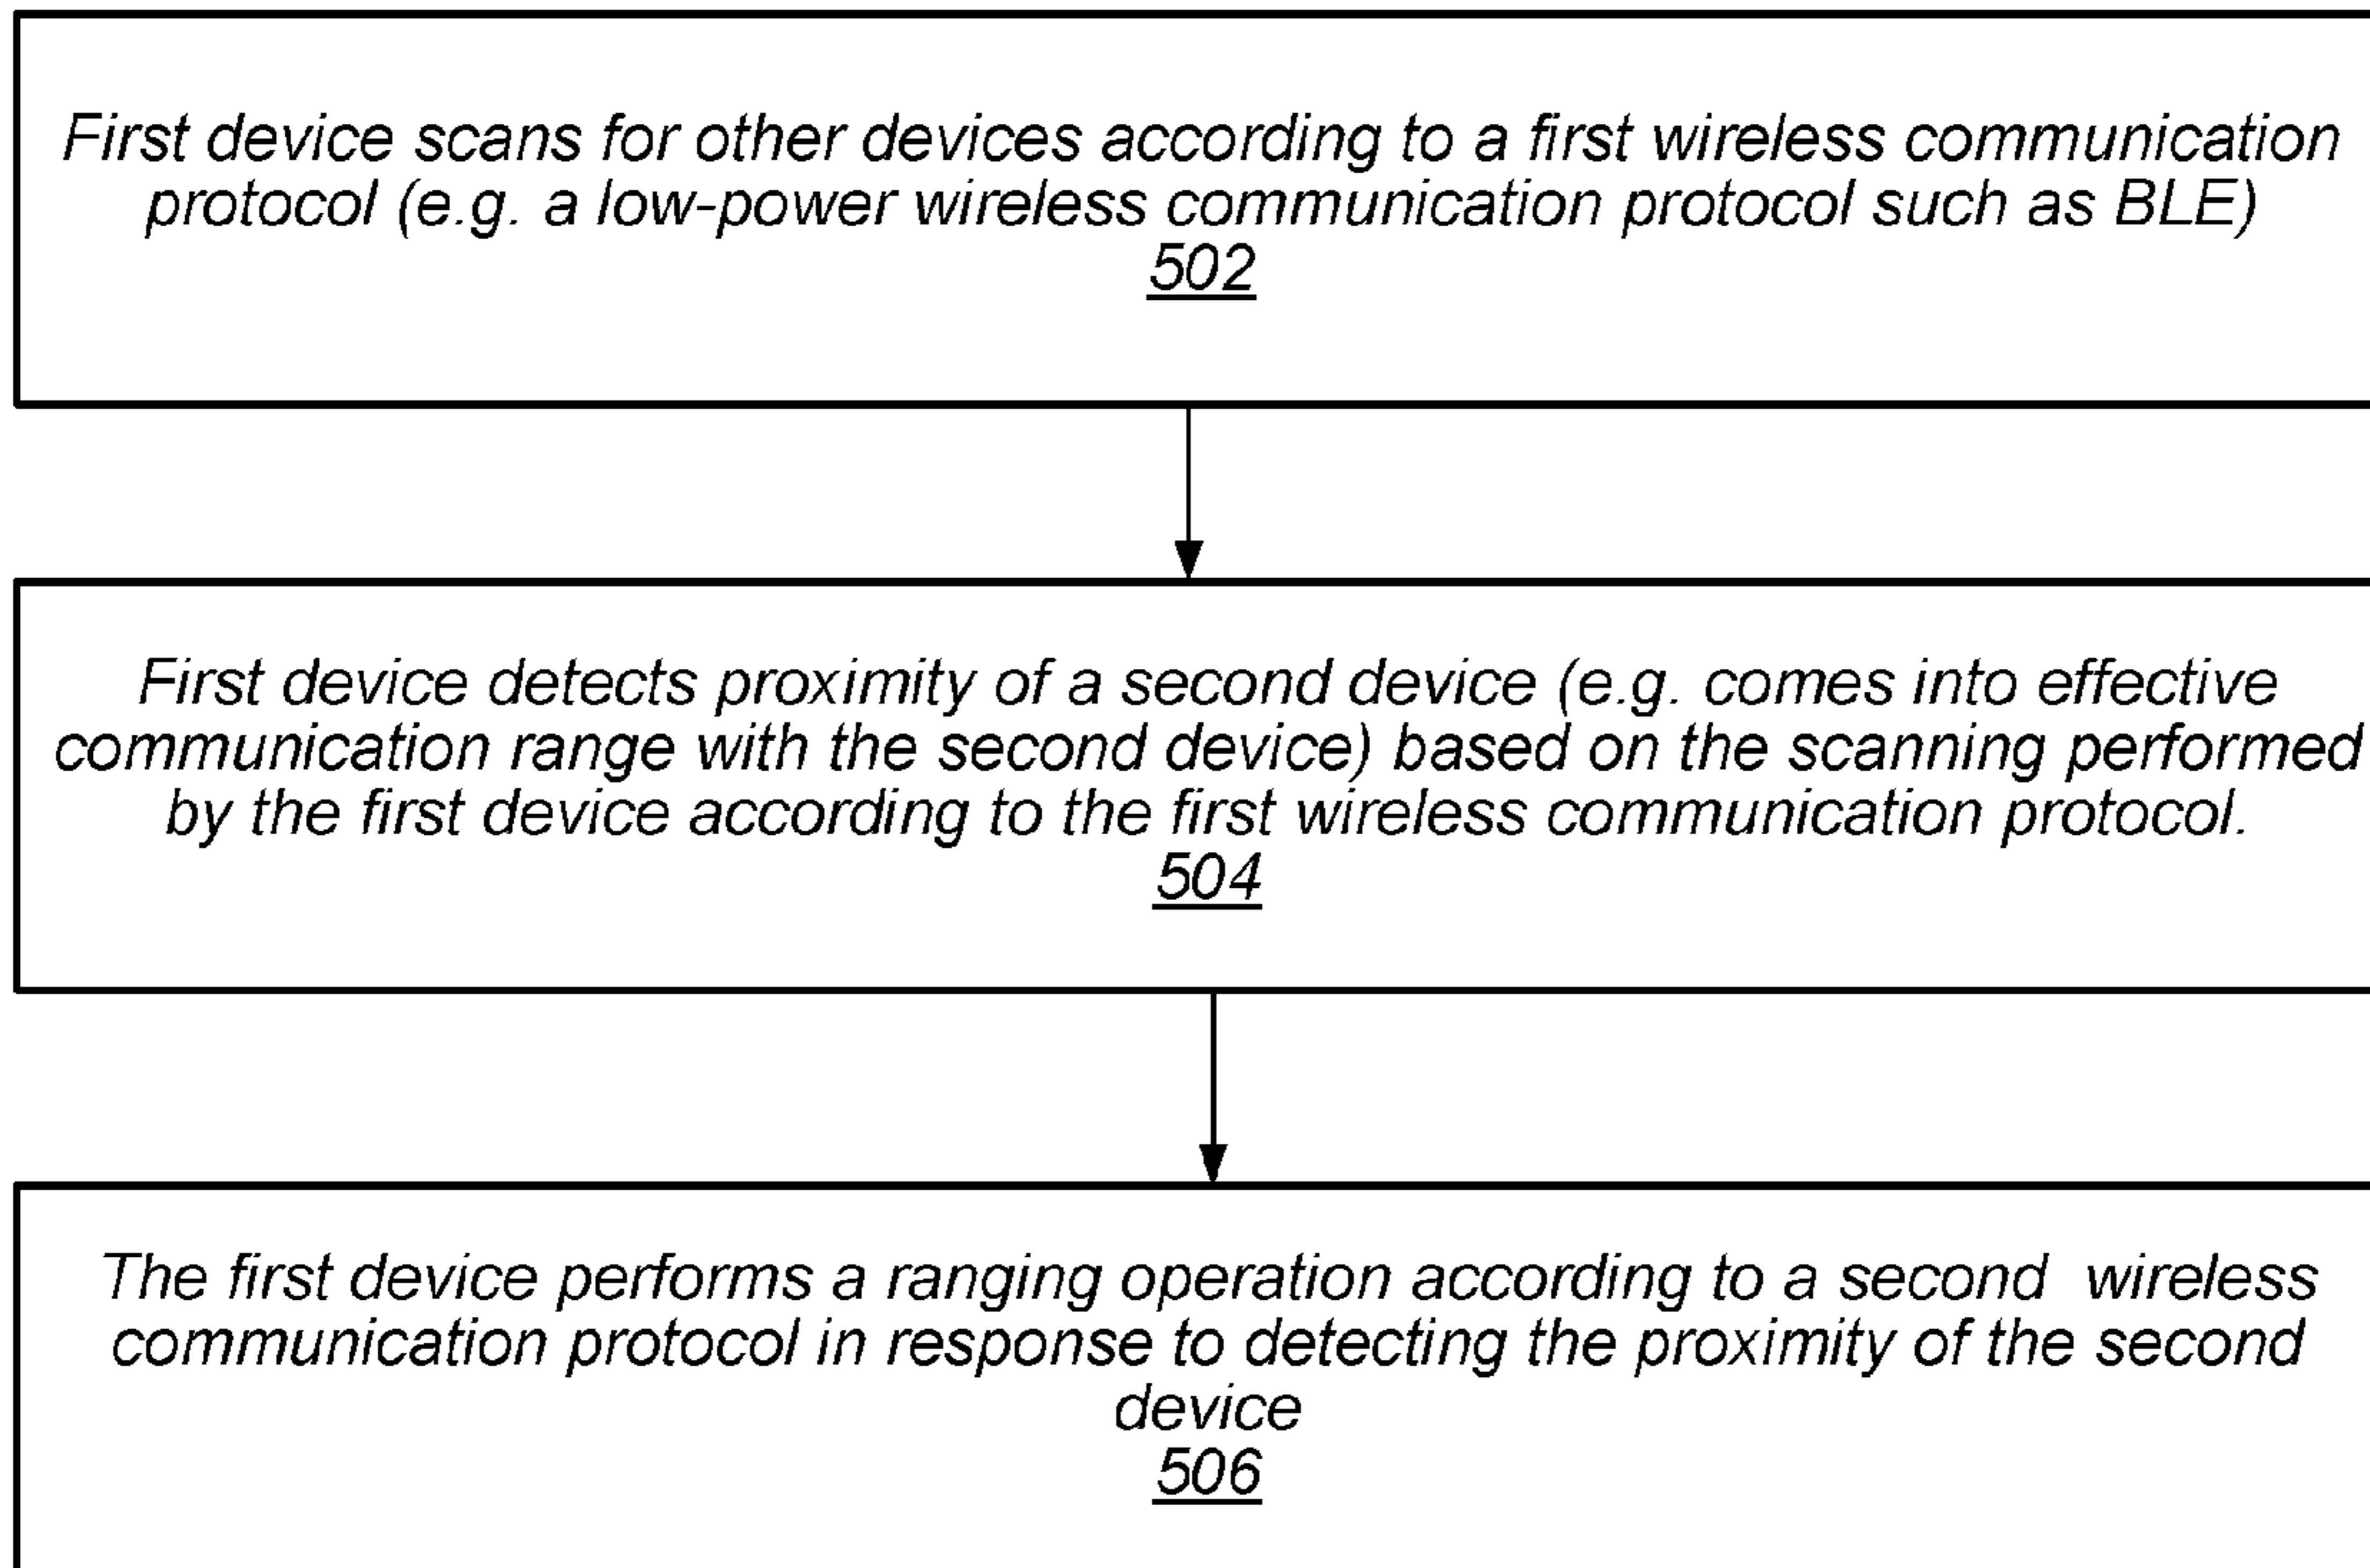 First device scans for other devices according to a first wireless communication
protocol (e.g. a low-power wireless communication protocol such as BLE)
502
First device detects proximity of a second device (e.g. comes into effective
communication range with the second device) based on the scanning performed
by the first device according to the first wireless communication protocol.
504
The first device performs a ranging operation according to a second wireless
communication protocol in response to detecting the proximity of the second
device
506